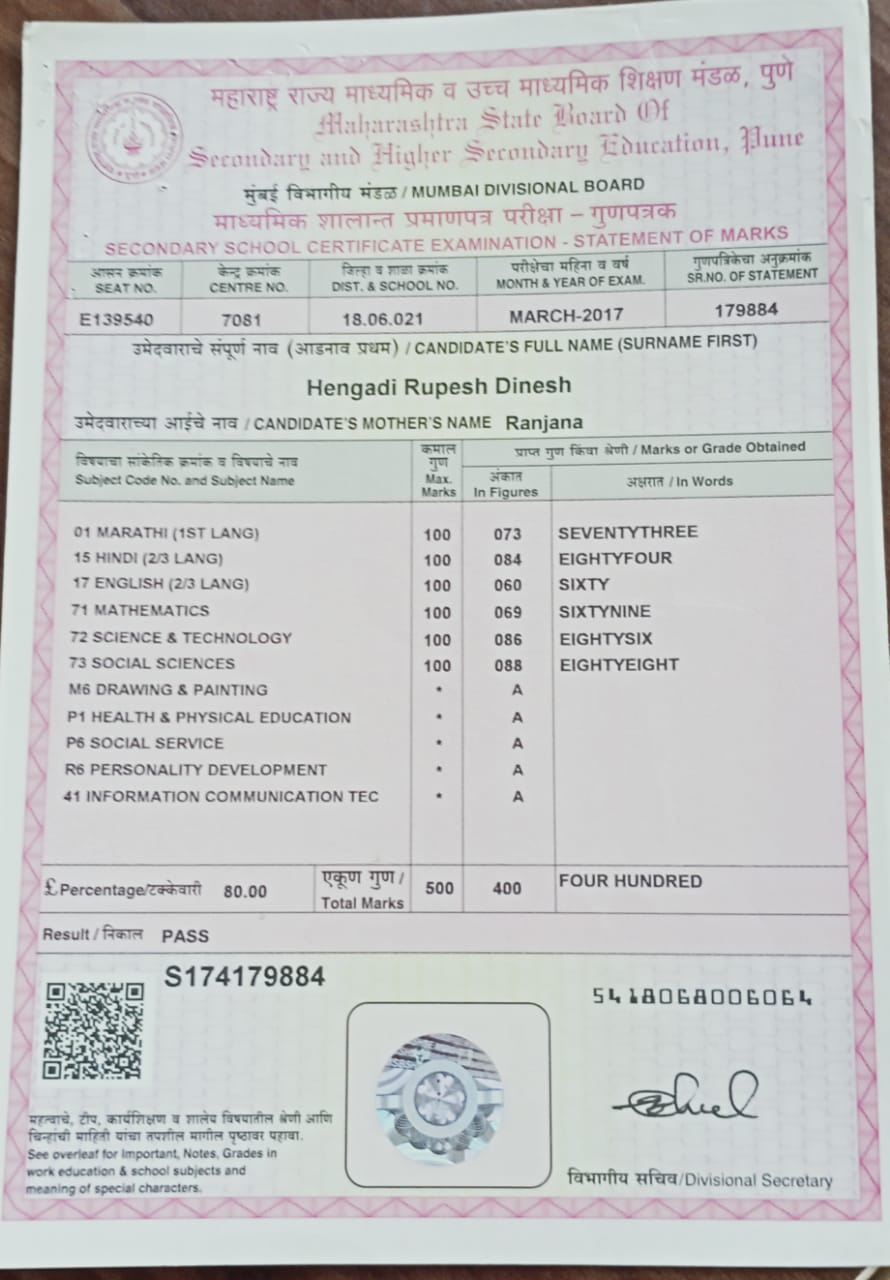 महाराष्ट्र राज्य माध्यमिक व उच्च माध्यमिक शिक्षण मंडळ, पुणे
Maharashtra State Board Of
Secondary and Higher Secondary Education, Pune
मुंबई विभागीय मंडळ / MUMBAI DIVISIONAL BOARD
माध्यमिक शालान्त प्रमाणपत्र परीक्षा – गुणपत्रक
SECONDARY SCHOOL CERTIFICATE EXAMINATION - STATEMENT OF MARKS
आसन क्रमांक केन्द्र क्रमांक जिल्हा व शाळा क्रमांक परीक्षेचा महिना व वर्ष गुणपत्रिकेचा अनुक्रमांक
SEAT NO. CENTRE NO. DIST. & SCHOOL NO. MONTH & YEAR OF EXAM. SR.NO. OF STATEMENT
E139540 7081 18.06.021 MARCH-2017 179884
उमेदवाराचे संपूर्ण नाव (आडनाव प्रथम) / CANDIDATE'S FULL NAME (SURNAME FIRST)
Hengadi Rupesh Dinesh
उमेदवाराच्या आईचे नाव / CANDIDATE'S MOTHER'S NAME Ranjana
विषयाचा सांकेतिक क्रमांक व विषयाचे नाव
Subject Code No. and Subject Name
कमाल
गुण
Max.
Marks
प्राप्त गुण किंवा श्रेणी / Marks or Grade Obtained
अंकात
In Figures
अक्षरात / In Words
01 MARATHI (1ST LANG) 100 073 SEVENTYTHREE
15 HINDI (2/3 LANG) 100 084 EIGHTYFOUR
17 ENGLISH (2/3 LANG) 100 060 SIXTY
71 MATHEMATICS 100 069 SIXTYNINE
72 SCIENCE & TECHNOLOGY 100 086 EIGHTYSIX
73 SOCIAL SCIENCES 100 088 EIGHTYEIGHT
M6 DRAWING & PAINTING * A
P1 HEALTH & PHYSICAL EDUCATION * A
P6 SOCIAL SERVICE * A
R6 PERSONALITY DEVELOPMENT * A
41 INFORMATION COMMUNICATION TEC * A
£ Percentage/टक्केवारी 80.00 एकूण गुण / Total Marks 500 400 FOUR HUNDRED
Result / निकाल PASS
S174179884
5418068006064
महत्वाचे, टीप, कार्यशिक्षण व शालेय विषयातील श्रेणी आणि
चिन्हांची माहिती यांचा तपशील मागील पृष्ठावर पहावा.
See overleaf for Important, Notes, Grades in
work education & school subjects and
meaning of special characters.
विभागीय सचिव/Divisional Secretary